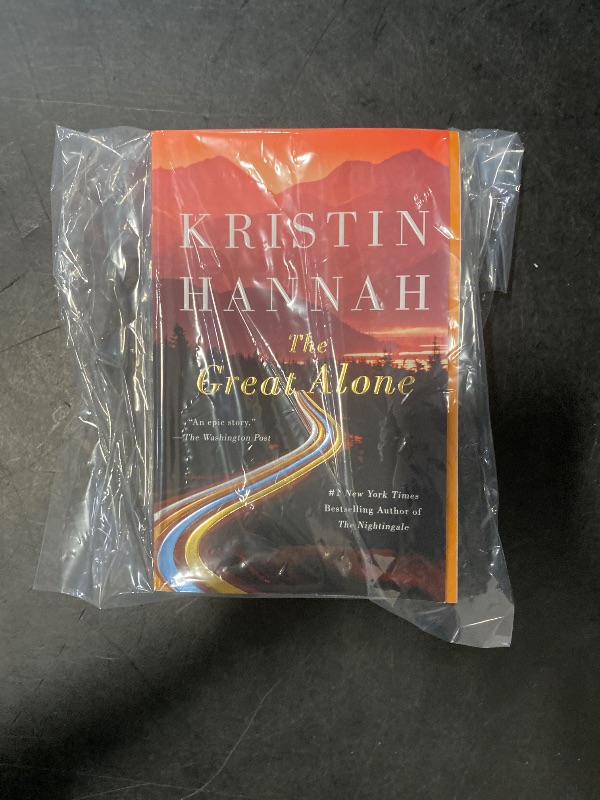 KRISTIN
HANNAH
The
Great Alone
"An epic story."
—The Washington Post
#1 New York Times
Bestselling Author of
The Nightingale